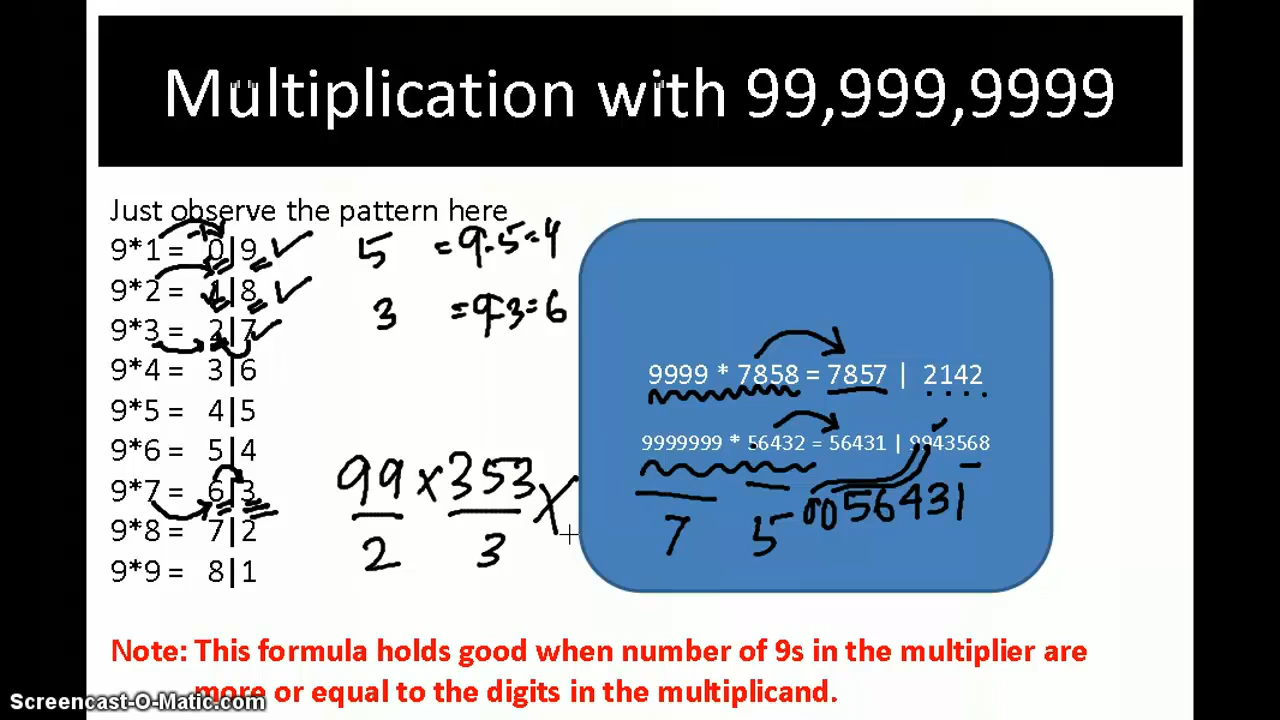 Multiplication with 99,999,9999
Just observe the pattern here
9*1 = 0|9
9*2 = 1|8
9*3 = 2|7
9*4 = 3|6
9*5 = 4|5
9*6 = 5|4
9*7 = 6|3
9*8 = 7|2
9*9 = 8|1
5 = 9-5=4
3 = 9-3=6
99 × 353 ×
2 3
9999 * 7858 = 7857 | 2142
9999999 * 56432 = 56431 | 9943568
7 5 0056431
Note: This formula holds good when number of 9s in the multiplier are
more or equal to the digits in the multiplicand.
Screencast-O-Matic.com